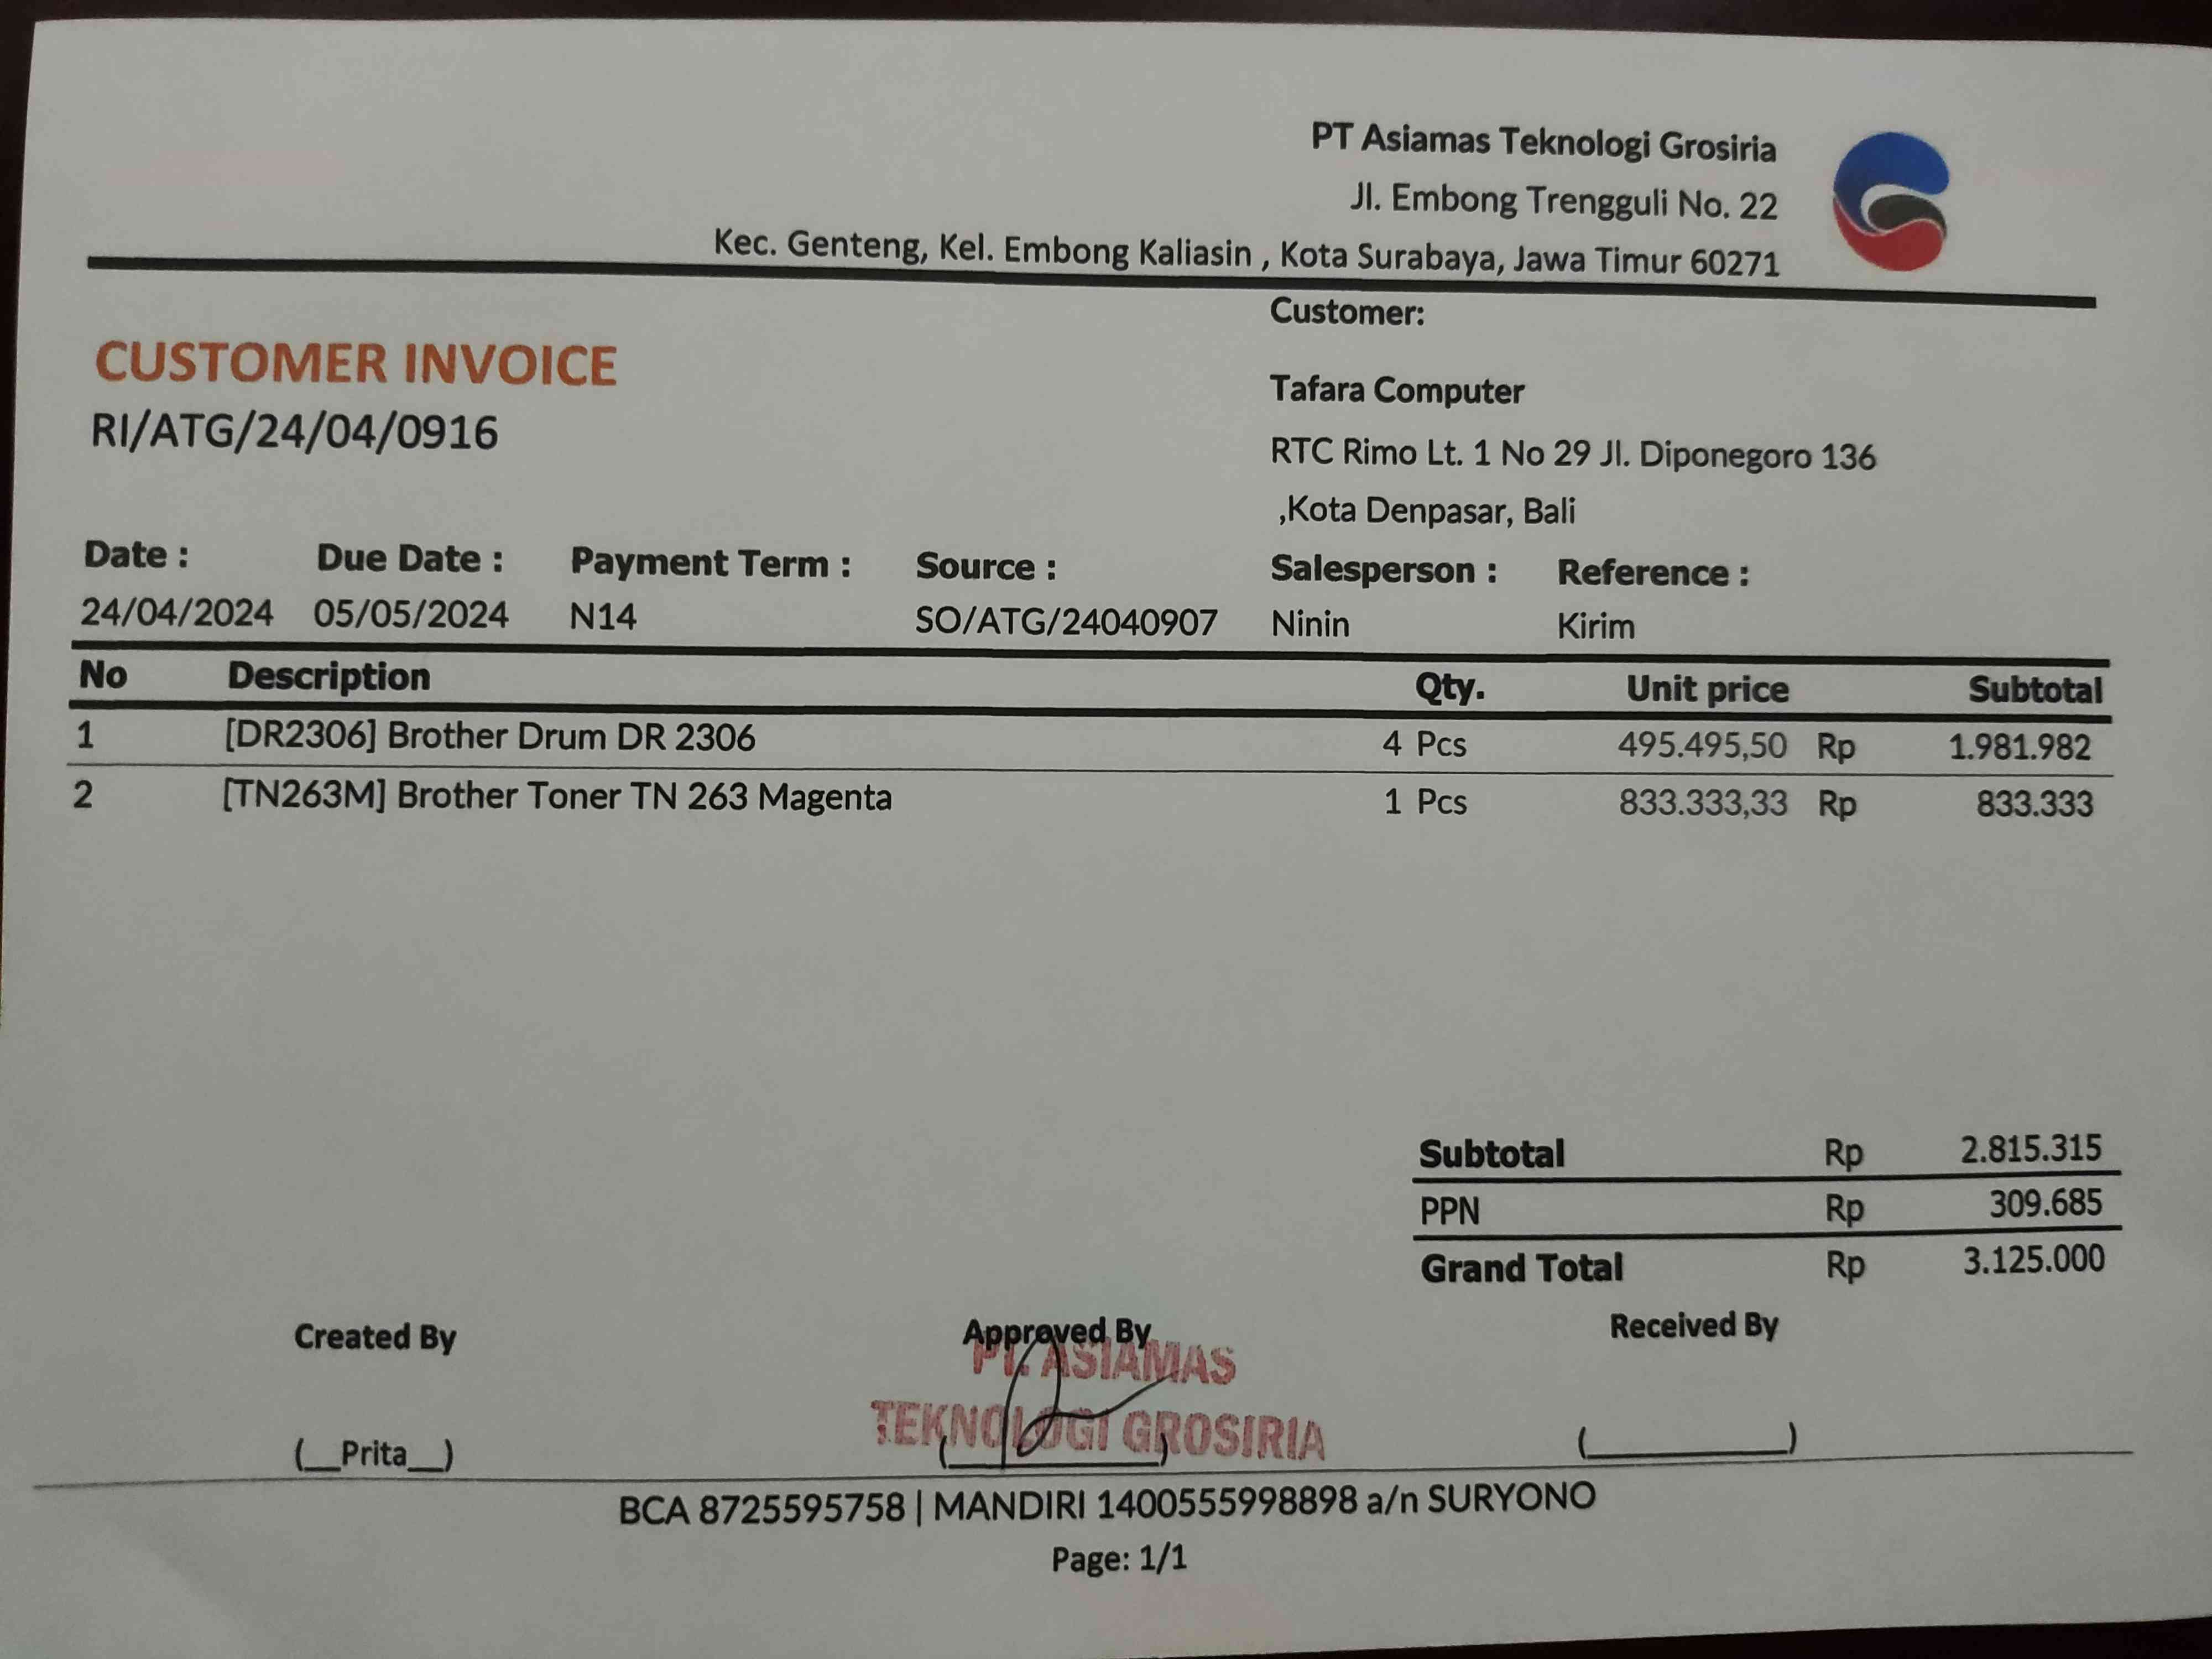 PT Asiamas Teknologi Grosiria
Jl. Embong Trengguli No. 22
Kec. Genteng, Kel. Embong Kaliasin , Kota Surabaya, Jawa Timur 60271
Customer:
CUSTOMER INVOICE
RI/ATG/24/04/0916
Tafara Computer
RTC Rimo Lt. 1 No 29 Jl. Diponegoro 136
,Kota Denpasar, Bali
Date : Due Date : Payment Term : Source : Salesperson : Reference :
24/04/2024 05/05/2024 N14 SO/ATG/24040907 Ninin Kirim
No Description Qty. Unit price Subtotal
1 [DR2306] Brother Drum DR 2306 4 Pcs 495.495,50 Rp 1.981.982
2 [TN263M] Brother Toner TN 263 Magenta 1 Pcs 833.333,33 Rp 833.333
Subtotal Rp 2.815.315
PPN Rp 309.685
Grand Total Rp 3.125.000
Created By Approved By Received By
PT. ASIAMAS
TEKNOLOGI GROSIRIA
(__Prita__) (__________) (__________)
BCA 8725595758 | MANDIRI 1400555998898 a/n SURYONO
Page: 1/1